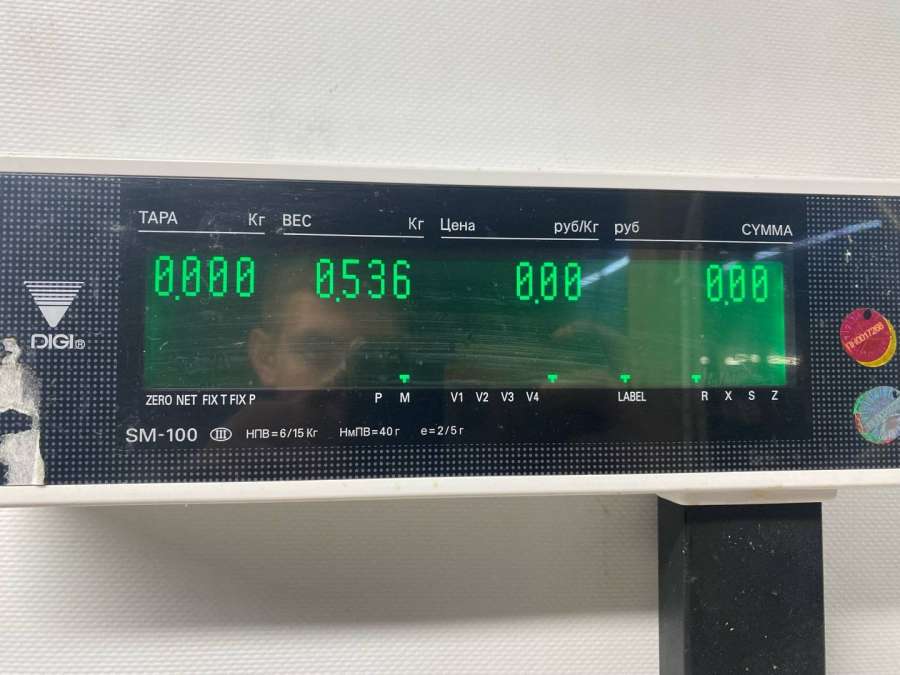 ТАРА Кг ВЕС Кг Цена руб/Кг руб СУММА
0.000 0.536 0.00 0.00
DIGI®
ZERO NET FIX T FIX P P M V1 V2 V3 V4 LABEL R X S Z
SM-100 III НПВ=6/15 Кг НмПВ=40 г e=2/5 г